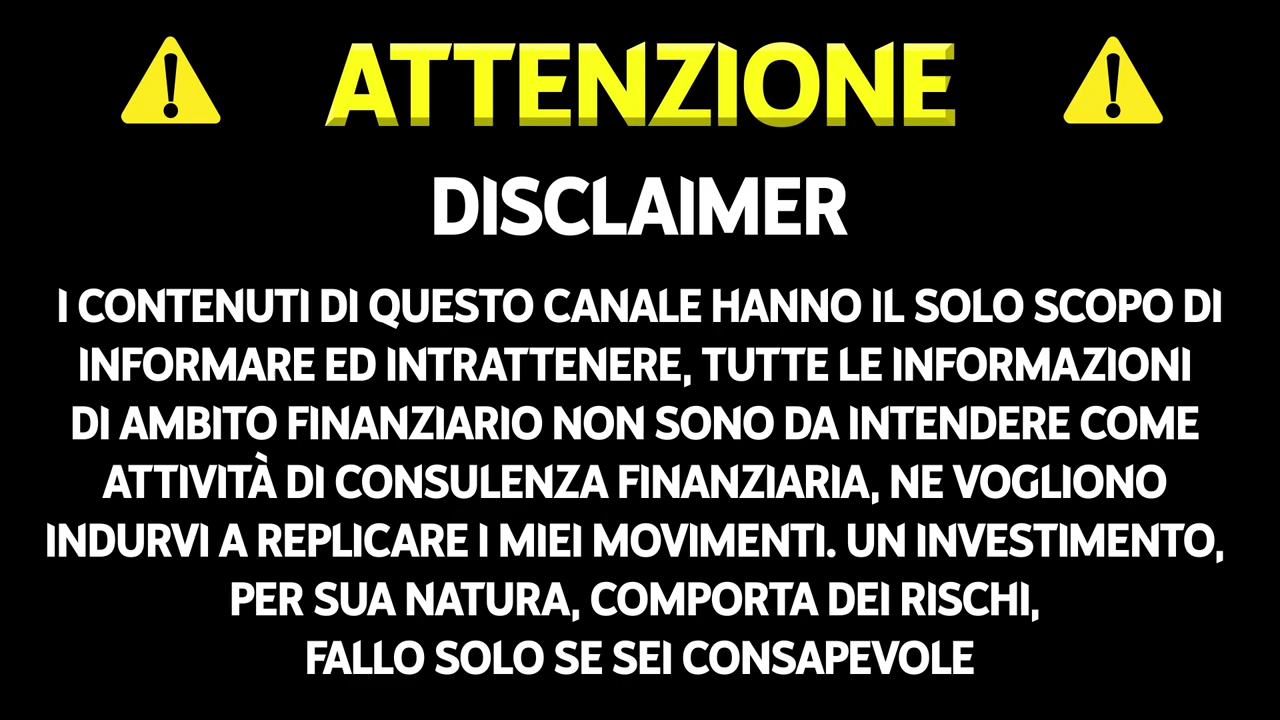 ATTENZIONE
DISCLAIMER
I CONTENUTI DI QUESTO CANALE HANNO IL SOLO SCOPO DI
INFORMARE ED INTRATTENERE, TUTTE LE INFORMAZIONI
DI AMBITO FINANZIARIO NON SONO DA INTENDERE COME
ATTIVITÀ DI CONSULENZA FINANZIARIA, NE VOGLIONO
INDURVI A REPLICARE I MIEI MOVIMENTI. UN INVESTIMENTO,
PER SUA NATURA, COMPORTA DEI RISCHI,
FALLO SOLO SE SEI CONSAPEVOLE